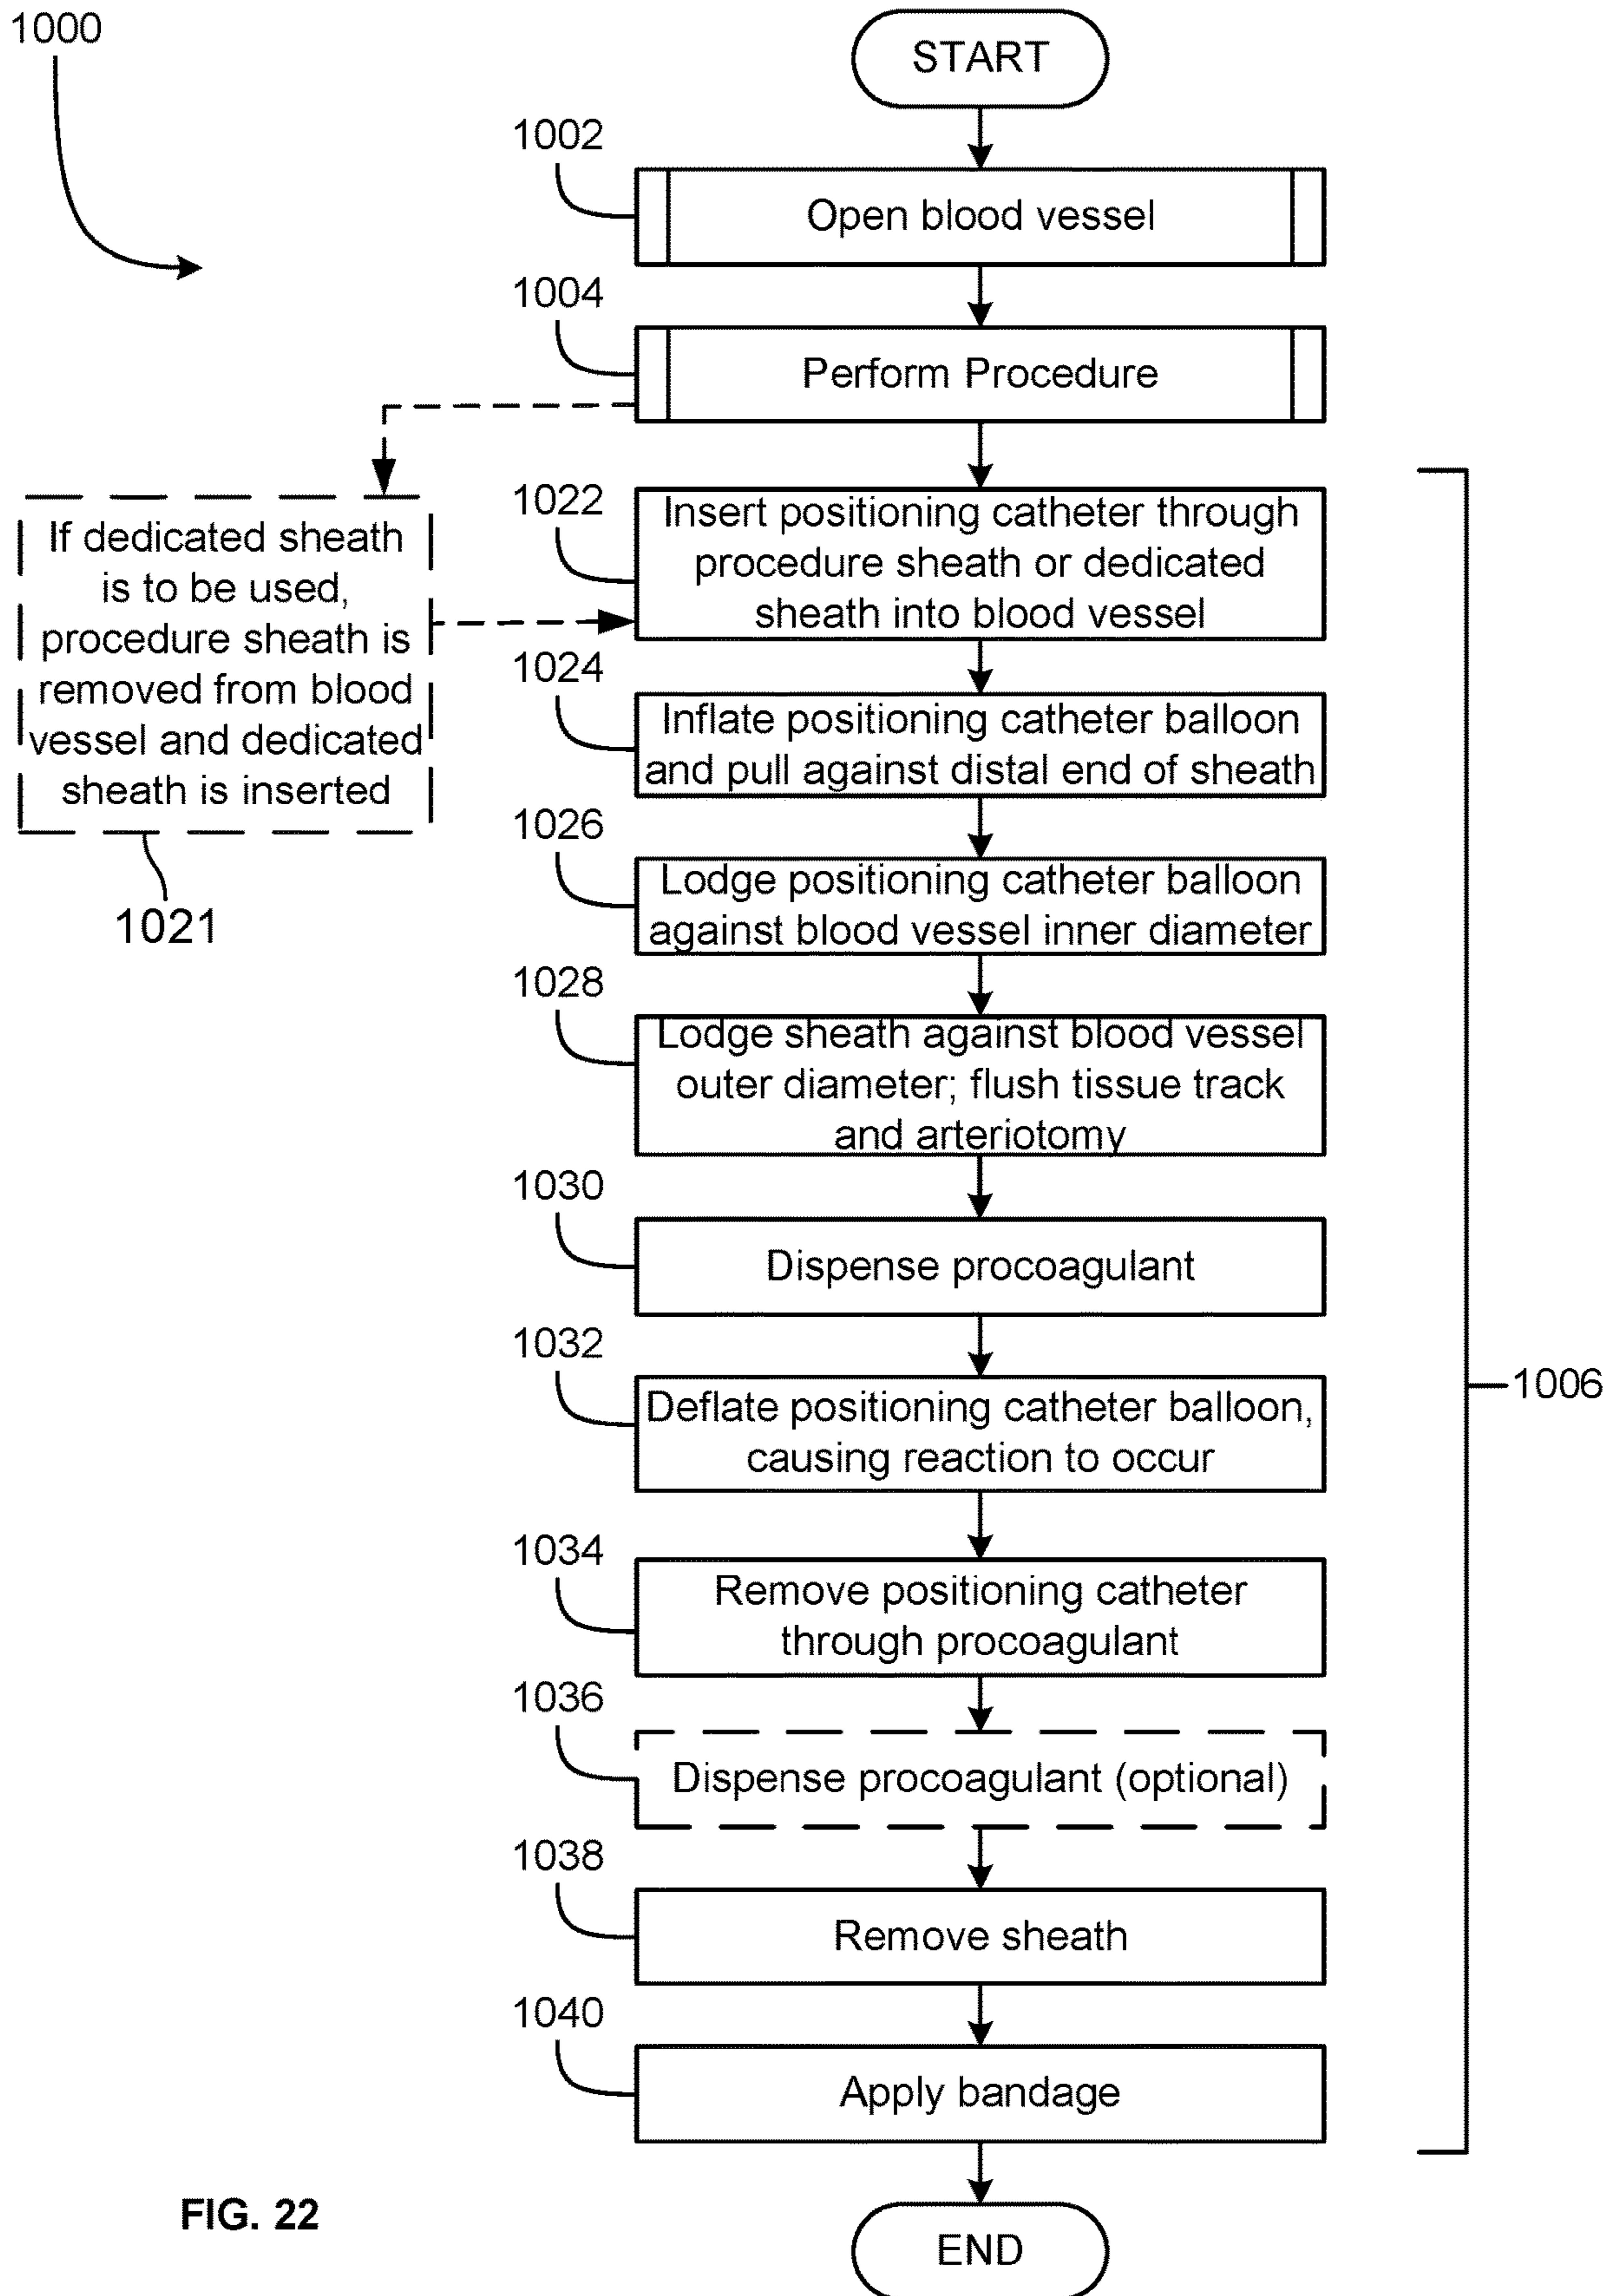 1000
START
1002
Open blood vessel
1004
Perform Procedure
If dedicated sheath
is to be used,
procedure sheath is
removed from blood
vessel and dedicated
sheath is inserted
1021
1022
Insert positioning catheter through
procedure sheath or dedicated
sheath into blood vessel
1024
Inflate positioning catheter balloon
and pull against distal end of sheath
1026
Lodge positioning catheter balloon
against blood vessel inner diameter
1028
Lodge sheath against blood vessel
outer diameter; flush tissue track
and arteriotomy
1030
Dispense procoagulant
1032
Deflate positioning catheter balloon,
causing reaction to occur
1006
1034
Remove positioning catheter
through procoagulant
1036
Dispense procoagulant (optional)
1038
Remove sheath
1040
Apply bandage
FIG. 22
END